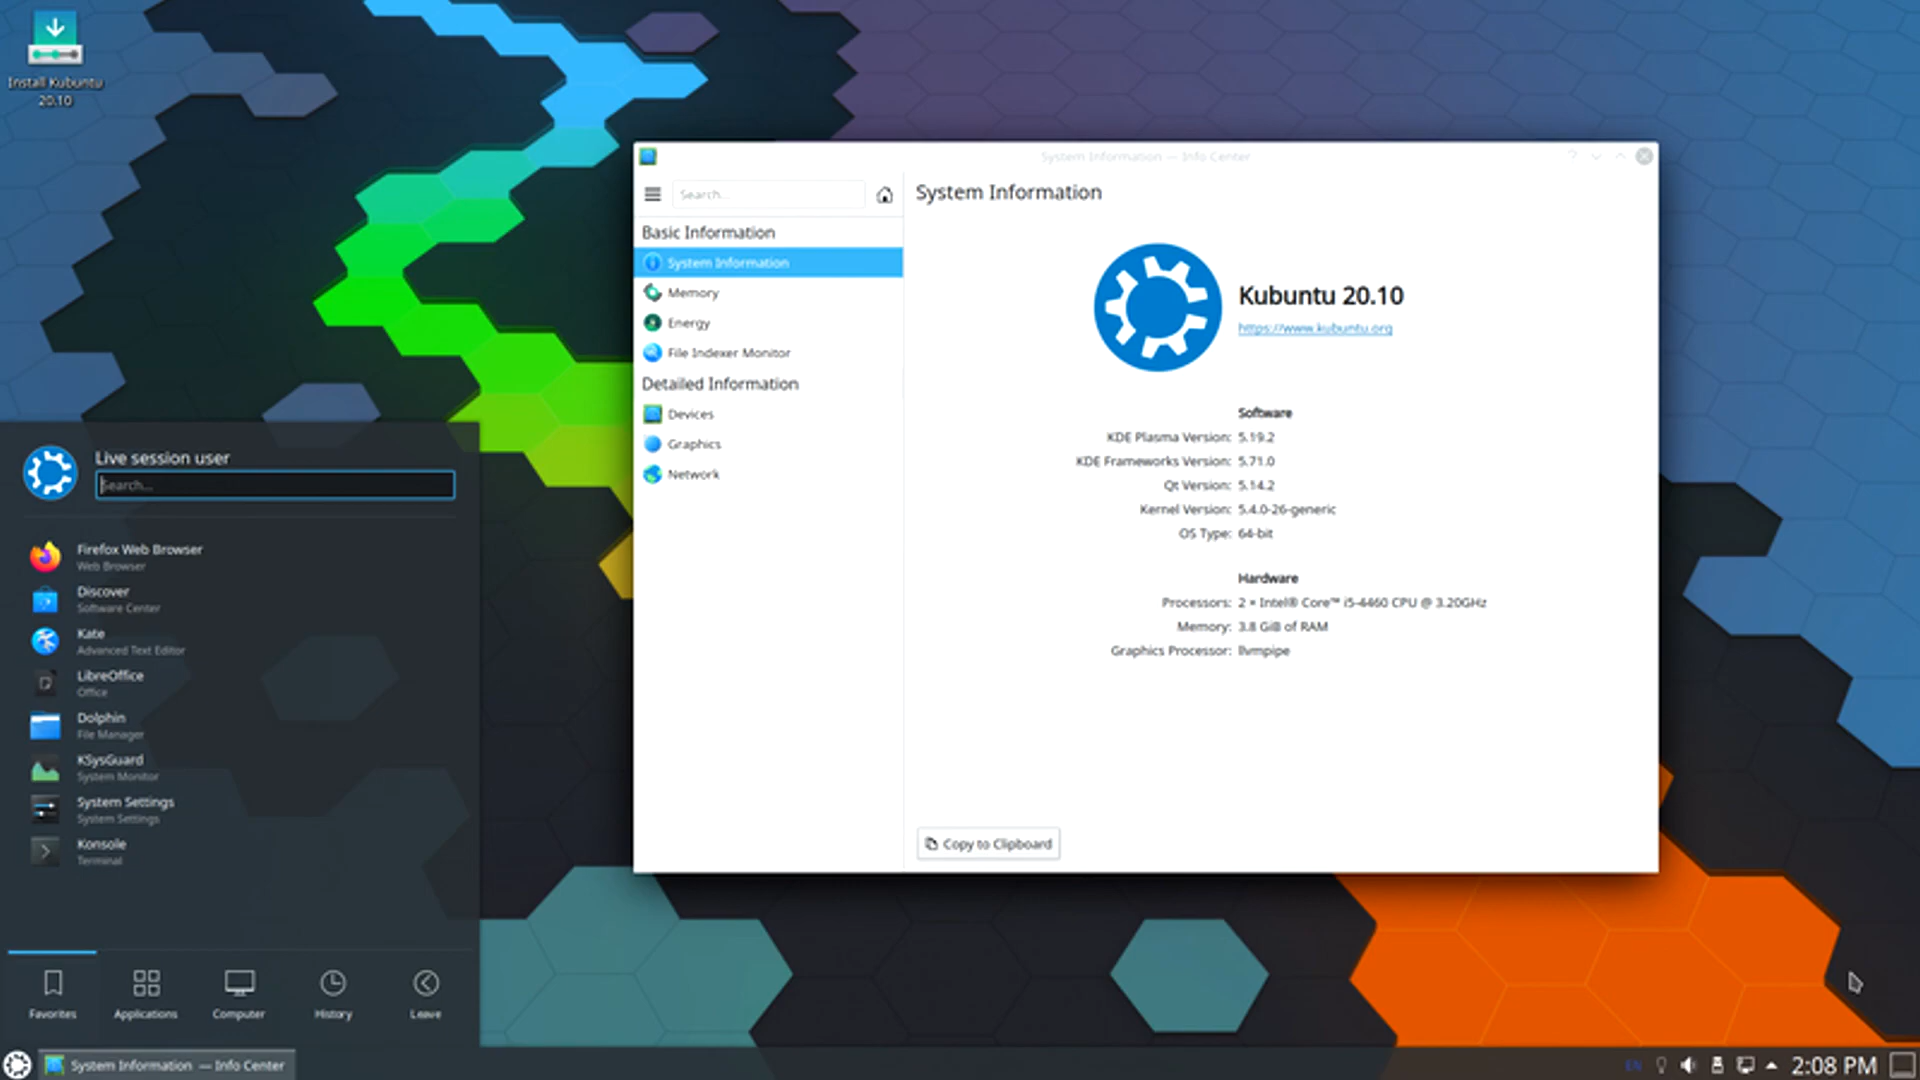 Install Kubuntu
20.10
System Information — Info Center
Search...
System Information
Basic Information
System Information
Memory
Energy
File Indexer Monitor
Detailed Information
Devices
Graphics
Network
Kubuntu 20.10
https://www.kubuntu.org
Software
KDE Plasma Version: 5.19.2
KDE Frameworks Version: 5.71.0
Qt Version: 5.14.2
Kernel Version: 5.4.0-26-generic
OS Type: 64-bit
Hardware
Processors: 2 × Intel® Core™ i5-4460 CPU @ 3.20GHz
Memory: 3.8 GiB of RAM
Graphics Processor: llvmpipe
Copy to Clipboard
Live session user
Search...
Firefox Web Browser
Web Browser
Discover
Software Center
Kate
Advanced Text Editor
LibreOffice
Office
Dolphin
File Manager
KSysGuard
System Monitor
System Settings
System Settings
Konsole
Terminal
Favorites
Applications
Computer
History
Leave
System Information — Info Center
EN
2:08 PM